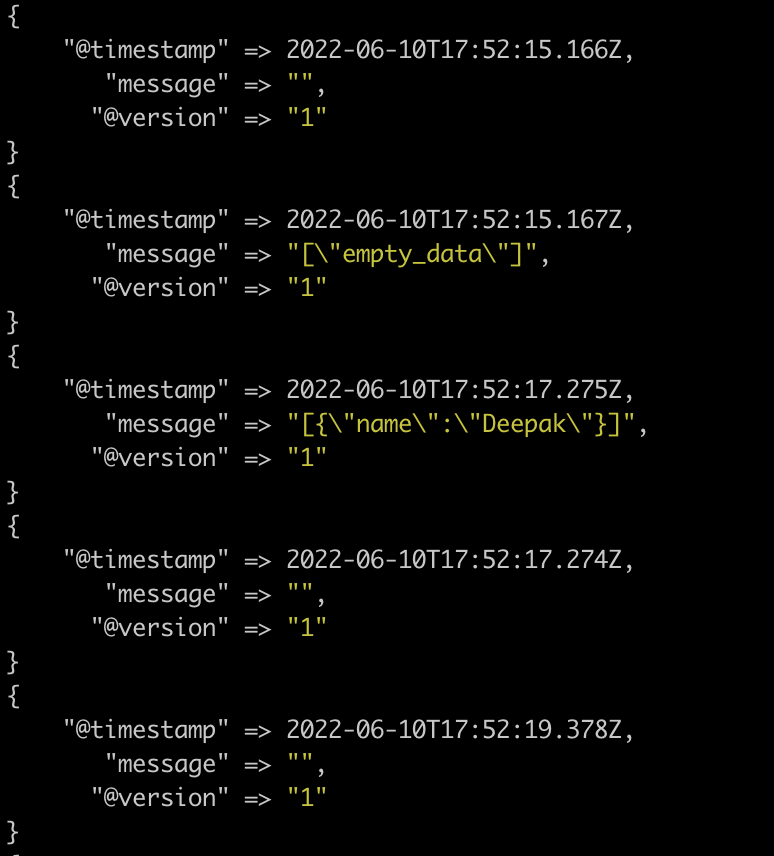 {
    "@timestamp" => 2022-06-10T17:52:15.166Z,
       "message" => "",
      "@version" => "1"
}
{
    "@timestamp" => 2022-06-10T17:52:15.167Z,
       "message" => "[\"empty_data\"]",
      "@version" => "1"
}
{
    "@timestamp" => 2022-06-10T17:52:17.275Z,
       "message" => "[{\"name\":\"Deepak\"}]",
      "@version" => "1"
}
{
    "@timestamp" => 2022-06-10T17:52:17.274Z,
       "message" => "",
      "@version" => "1"
}
{
    "@timestamp" => 2022-06-10T17:52:19.378Z,
       "message" => "",
      "@version" => "1"
}